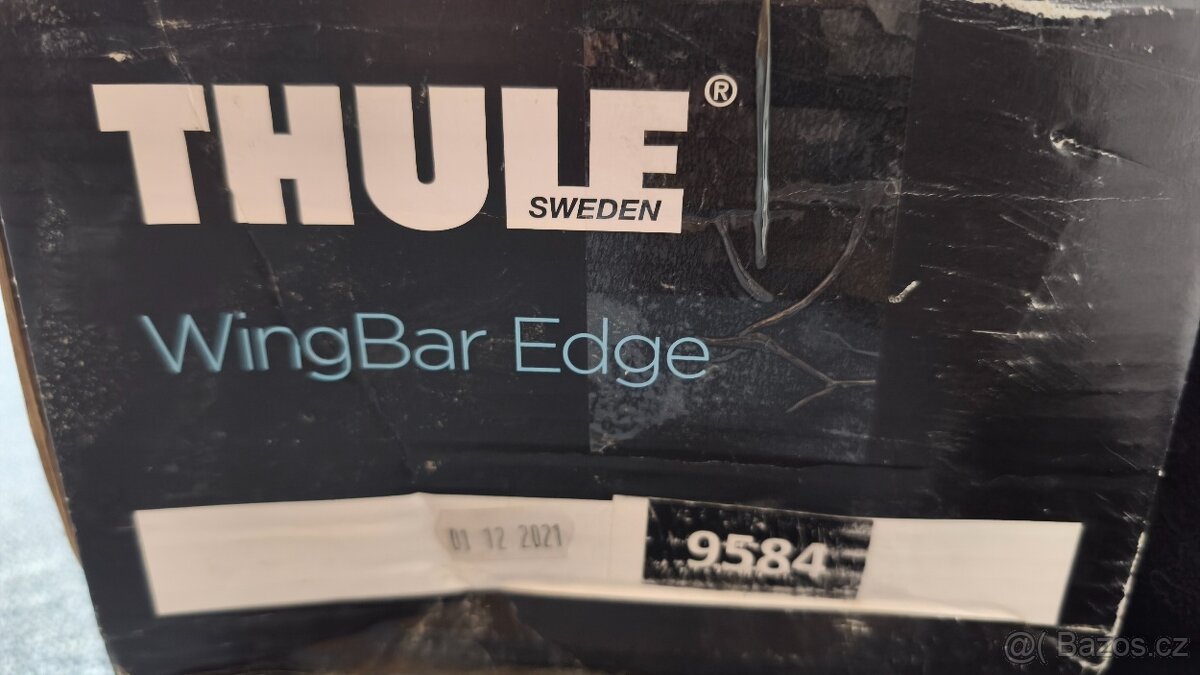 THULE®
SWEDEN
WingBar Edge
01 12 2021
9584
@( Bazos.cz